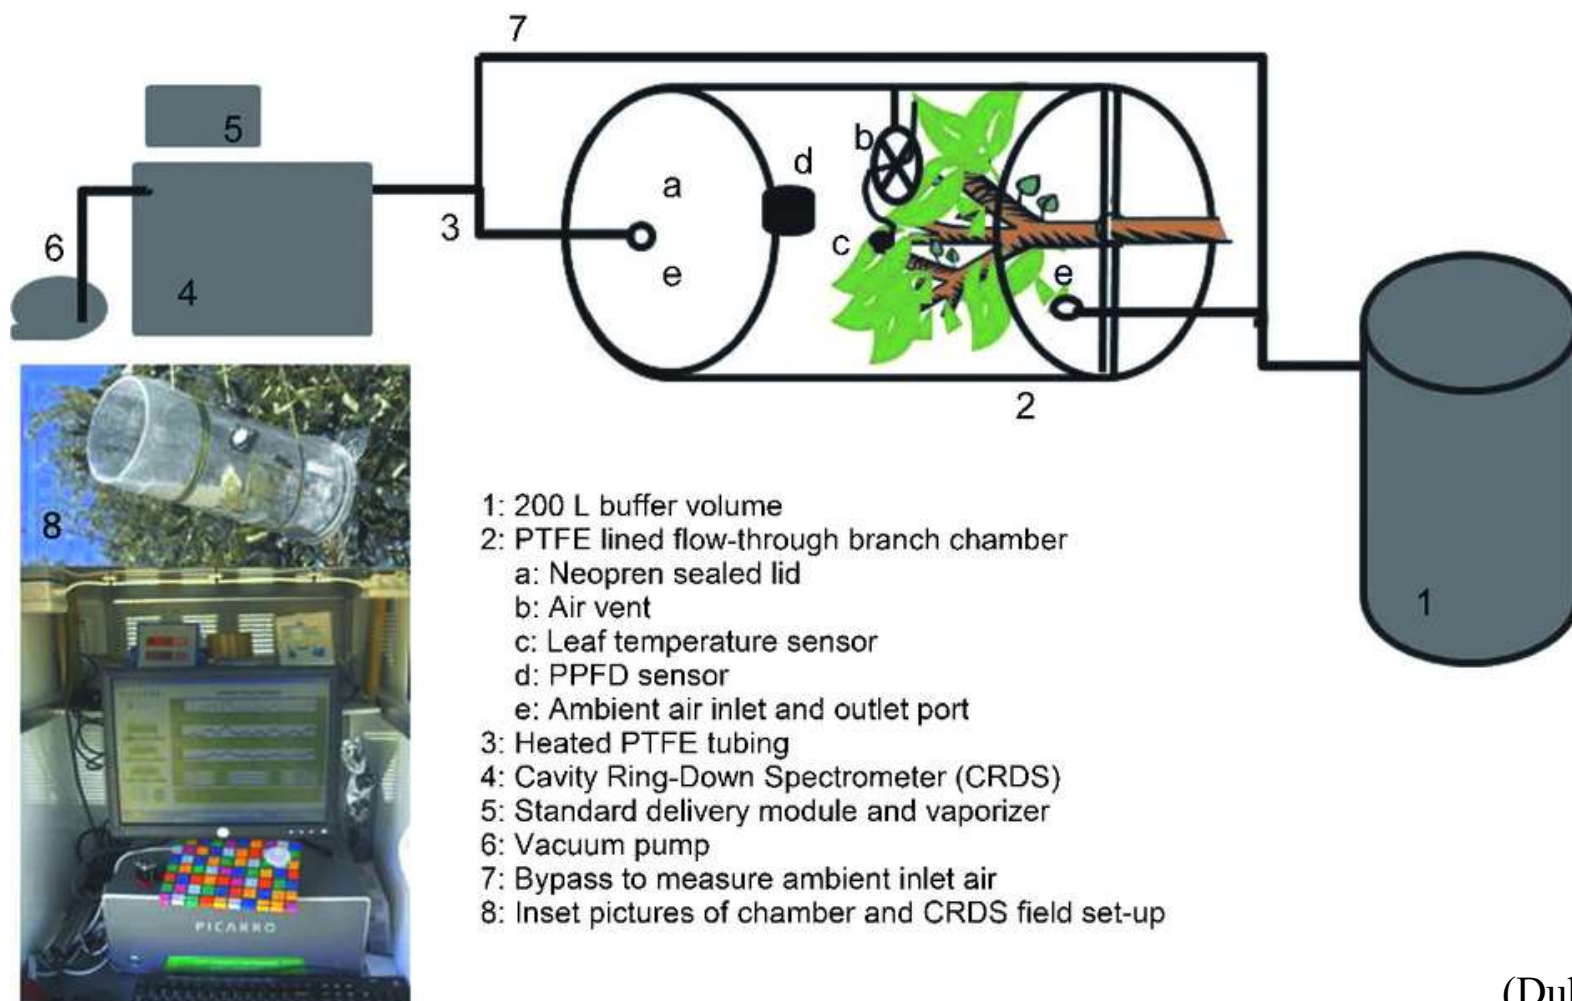 7
5
b
d
a
6
3
c
4
e
e
2
8
1
1: 200 L buffer volume
2: PTFE lined flow-through branch chamber
a: Neopren sealed lid
b: Air vent
c: Leaf temperature sensor
d: PPFD sensor
e: Ambient air inlet and outlet port
3: Heated PTFE tubing
4: Cavity Ring-Down Spectrometer (CRDS)
5: Standard delivery module and vaporizer
6: Vacuum pump
7: Bypass to measure ambient inlet air
8: Inset pictures of chamber and CRDS field set-up
PICARRO